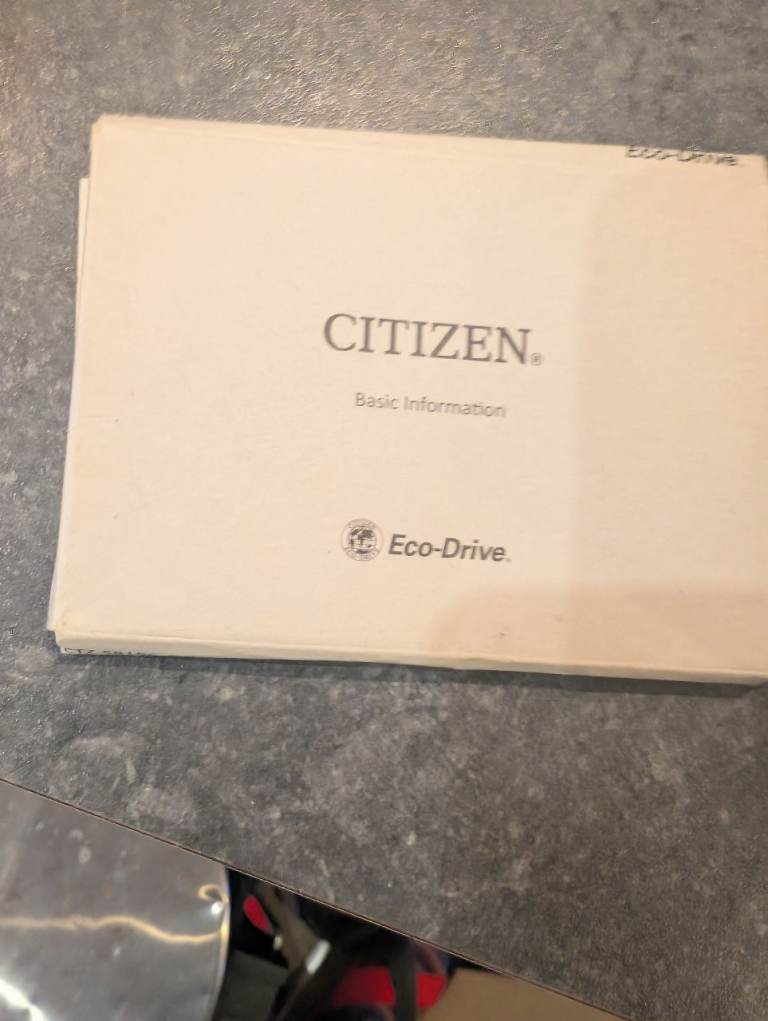 Eco-Drive
CITIZEN®
Basic Information
Eco-Drive.